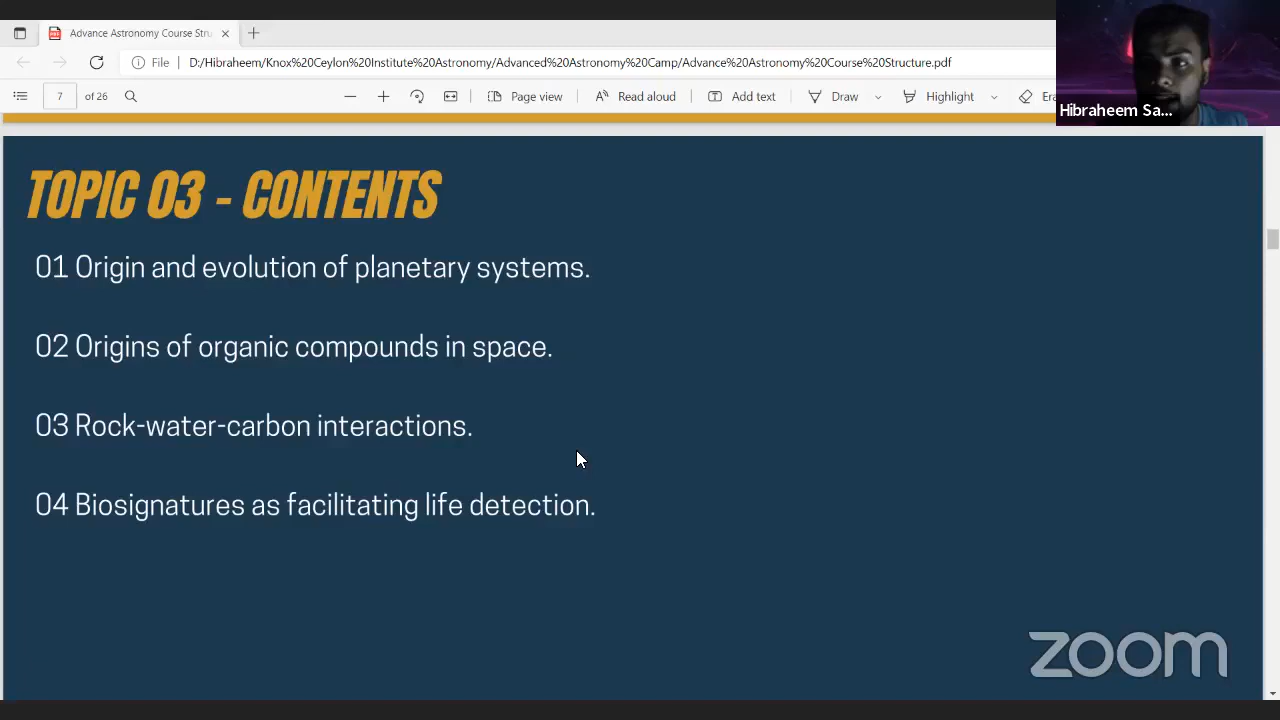 Advance Astronomy Course Stru
File
D:/Hibraheem/Knox%20Ceylon%20Institute%20Astronomy/Advanced%20Astronomy%20Camp/Advance%20Astronomy%20Course%20Structure.pdf
7 of 26
Page view
Read aloud
Add text
Draw
Highlight
Era
Hibraheem Sa...
TOPIC 03 - CONTENTS
01 Origin and evolution of planetary systems.
02 Origins of organic compounds in space.
03 Rock-water-carbon interactions.
04 Biosignatures as facilitating life detection.
zoom